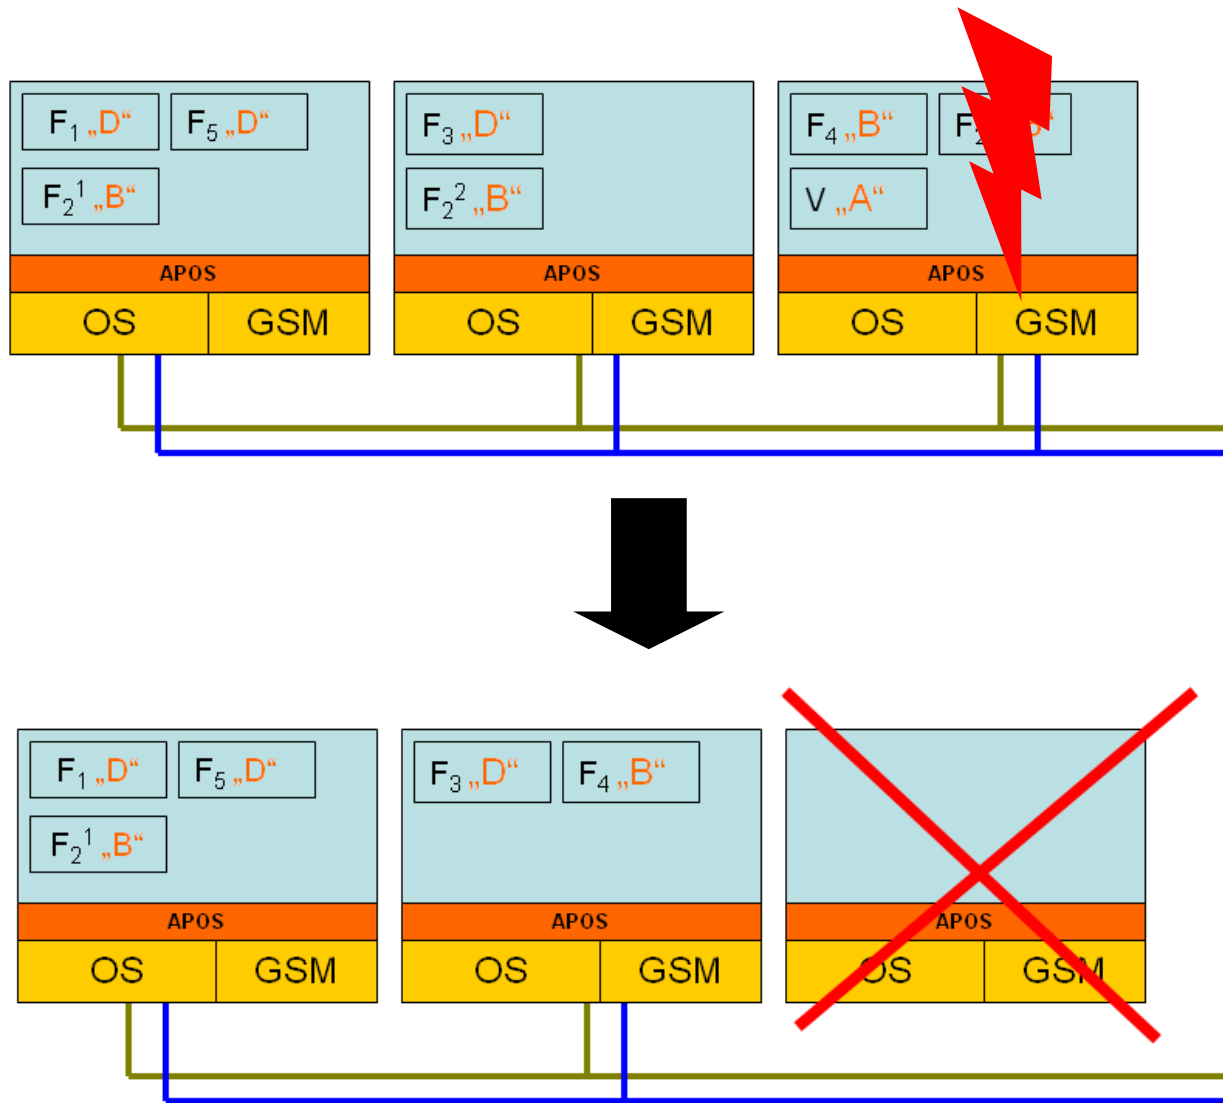 F₁ „D“ F₅ „D“
F₂¹ „B“
APOS
OS GSM
F₃ „D“
F₂² „B“
APOS
OS GSM
F₄ „B“
V „A“
APOS
OS GSM
F₁ „D“ F₅ „D“
F₂¹ „B“
APOS
OS GSM
F₃ „D“ F₄ „B“
APOS
OS GSM
APOS
OS GSM